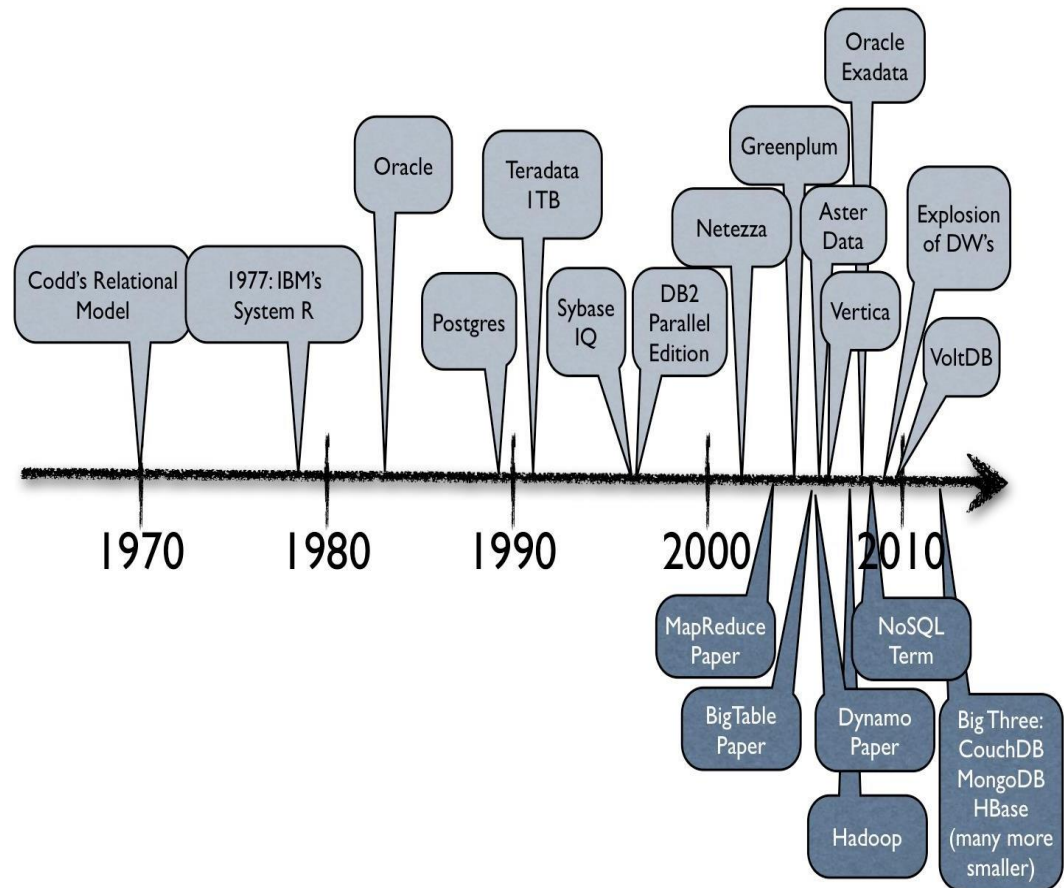 Oracle
Exadata
Oracle
Teradata
1TB
Greenplum
Netezza
Aster
Data
Explosion
of DW's
Codd's Relational
Model
1977: IBM's
System R
Postgres
Sybase
IQ
DB2
Parallel
Edition
Vertica
VoltDB
1970
1980
1990
2000
2010
MapReduce
Paper
NoSQL
Term
BigTable
Paper
Dynamo
Paper
Big Three:
CouchDB
MongoDB
HBase
(many more
smaller)
Hadoop